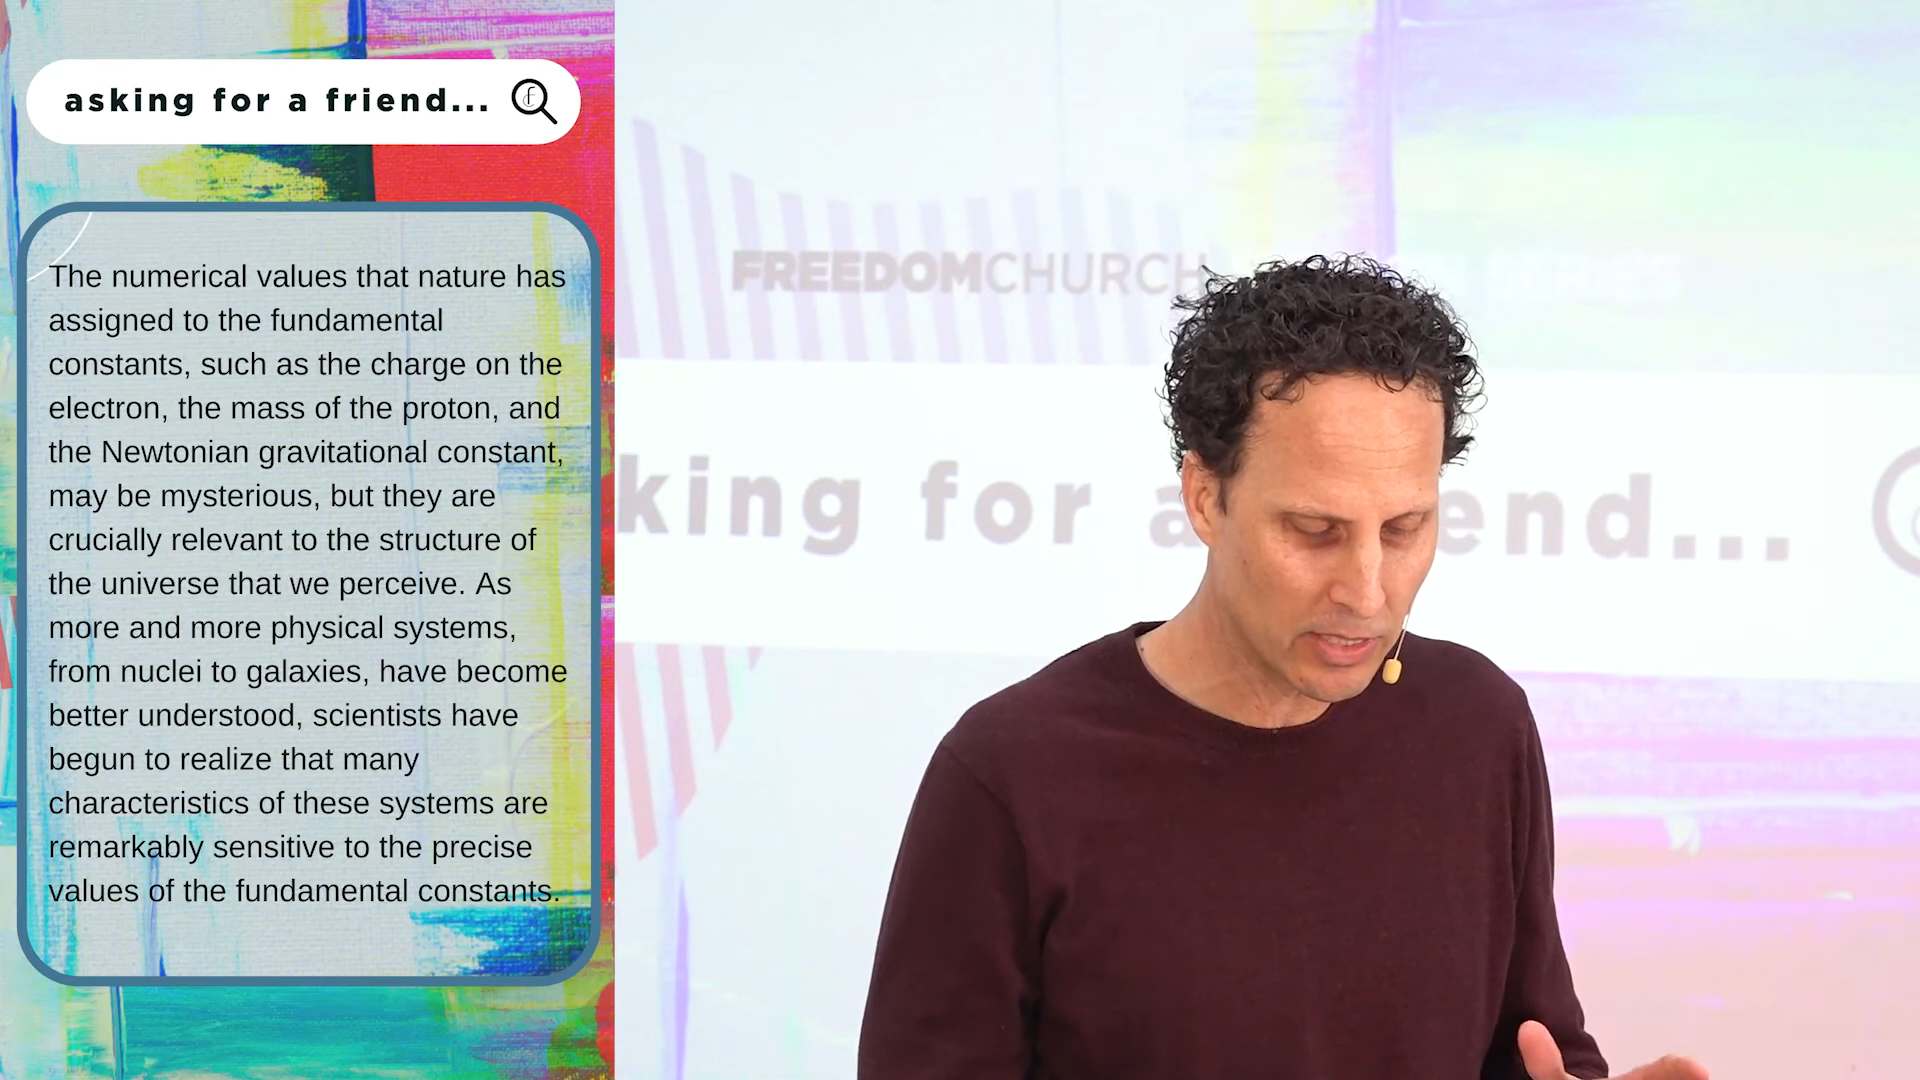 asking for a friend...
The numerical values that nature has
assigned to the fundamental
constants, such as the charge on the
electron, the mass of the proton, and
the Newtonian gravitational constant,
may be mysterious, but they are
crucially relevant to the structure of
the universe that we perceive. As
more and more physical systems,
from nuclei to galaxies, have become
better understood, scientists have
begun to realize that many
characteristics of these systems are
remarkably sensitive to the precise
values of the fundamental constants.
FREEDOMCHURCH
king for a end...